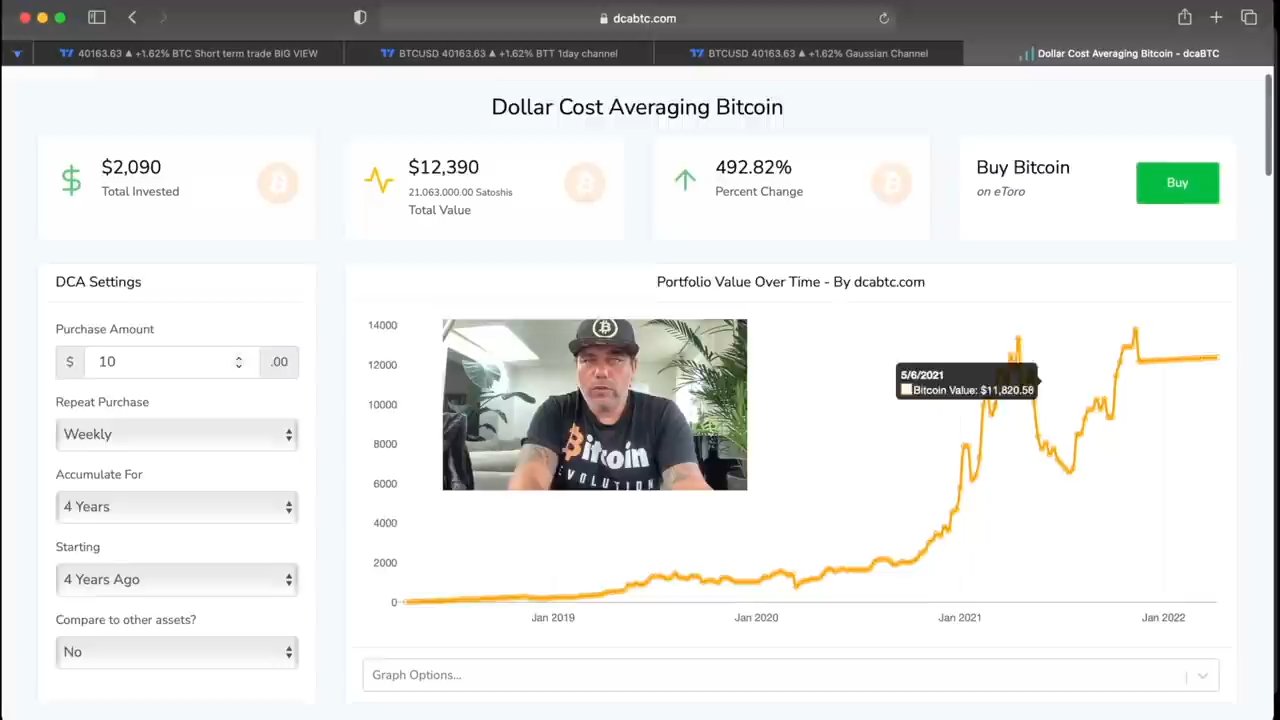 dcabtc.com
40163.63 ▲ +1.62% BTC Short term trade BIG VIEW
BTCUSD 40163.63 ▲ +1.62% BTT 1day channel
BTCUSD 40163.63 ▲ +1.62% Gaussian Channel
Dollar Cost Averaging Bitcoin - dcaBTC
Dollar Cost Averaging Bitcoin
$2,090
Total Invested
$12,390
21,063,000.00 Satoshis
Total Value
492.82%
Percent Change
Buy Bitcoin
on eToro
Buy
DCA Settings
Purchase Amount
$ 10 .00
Repeat Purchase
Weekly
Accumulate For
4 Years
Starting
4 Years Ago
Compare to other assets?
No
Portfolio Value Over Time - By dcabtc.com
14000
12000
10000
8000
6000
4000
2000
0
5/6/2021
Bitcoin Value: $11,820.58
Bitcoin
EVOLUTION
Jan 2019
Jan 2020
Jan 2021
Jan 2022
Graph Options...